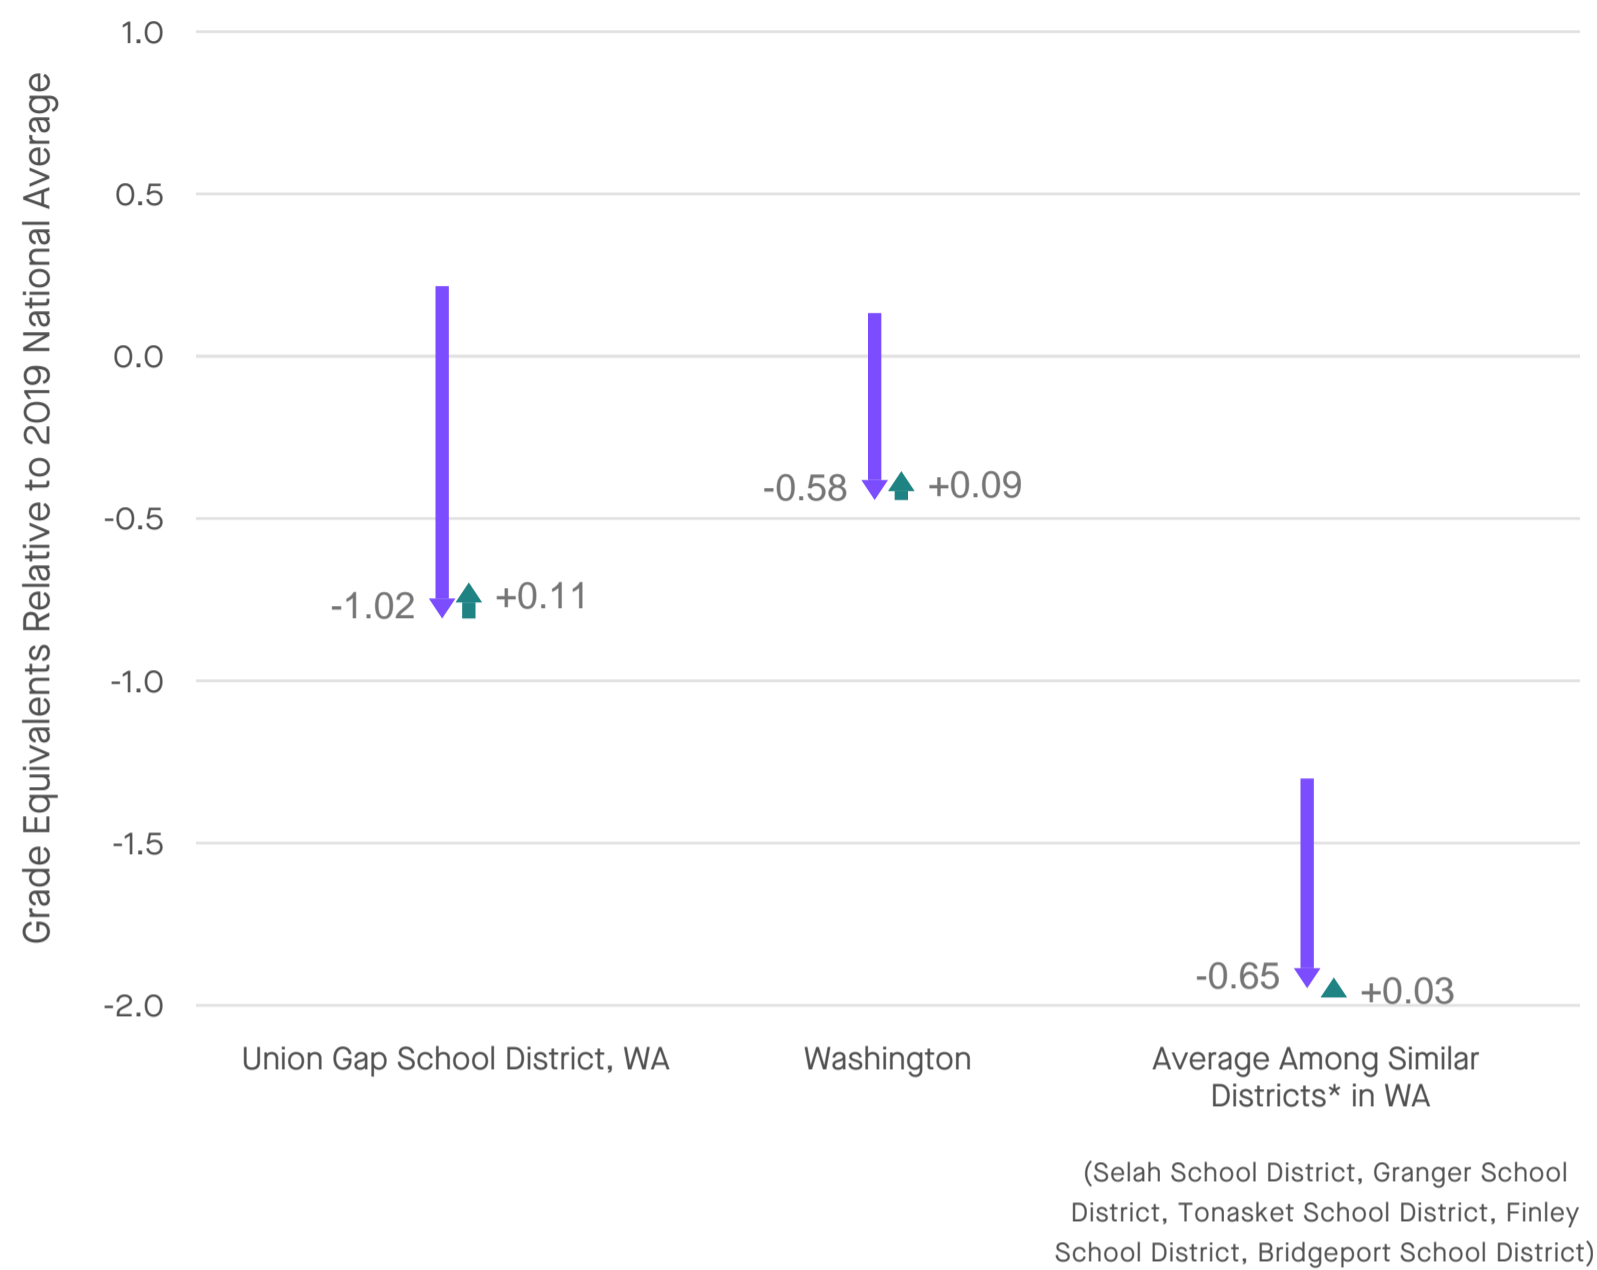 Grade Equivalents Relative to 2019 National Average
1.0
0.5
0.0
-0.5
-1.0
-1.5
-2.0
-1.02
+0.11
-0.58
+0.09
-0.65
+0.03
Union Gap School District, WA
Washington
Average Among Similar
Districts* in WA
(Selah School District, Granger School
District, Tonasket School District, Finley
School District, Bridgeport School District)